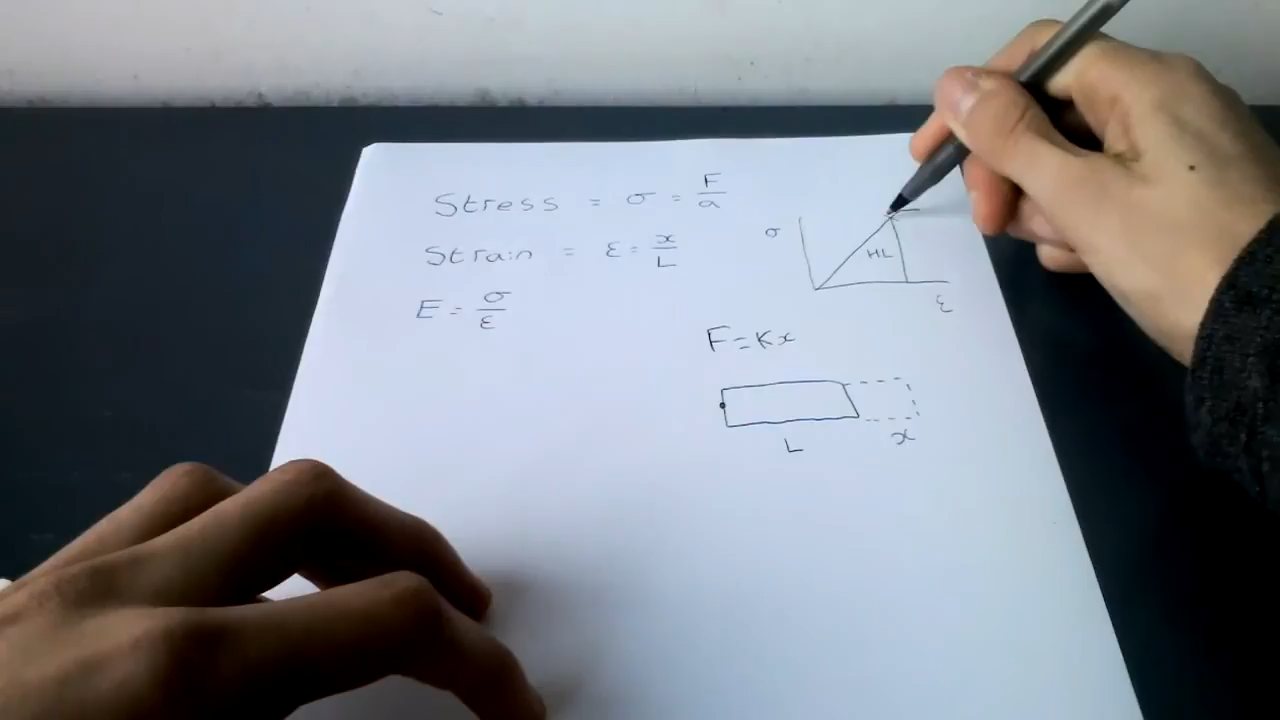 Stress = σ = F/a
Strain = ε = x/L
E = σ/ε
σ
HL
ε
F = Kx
L
x